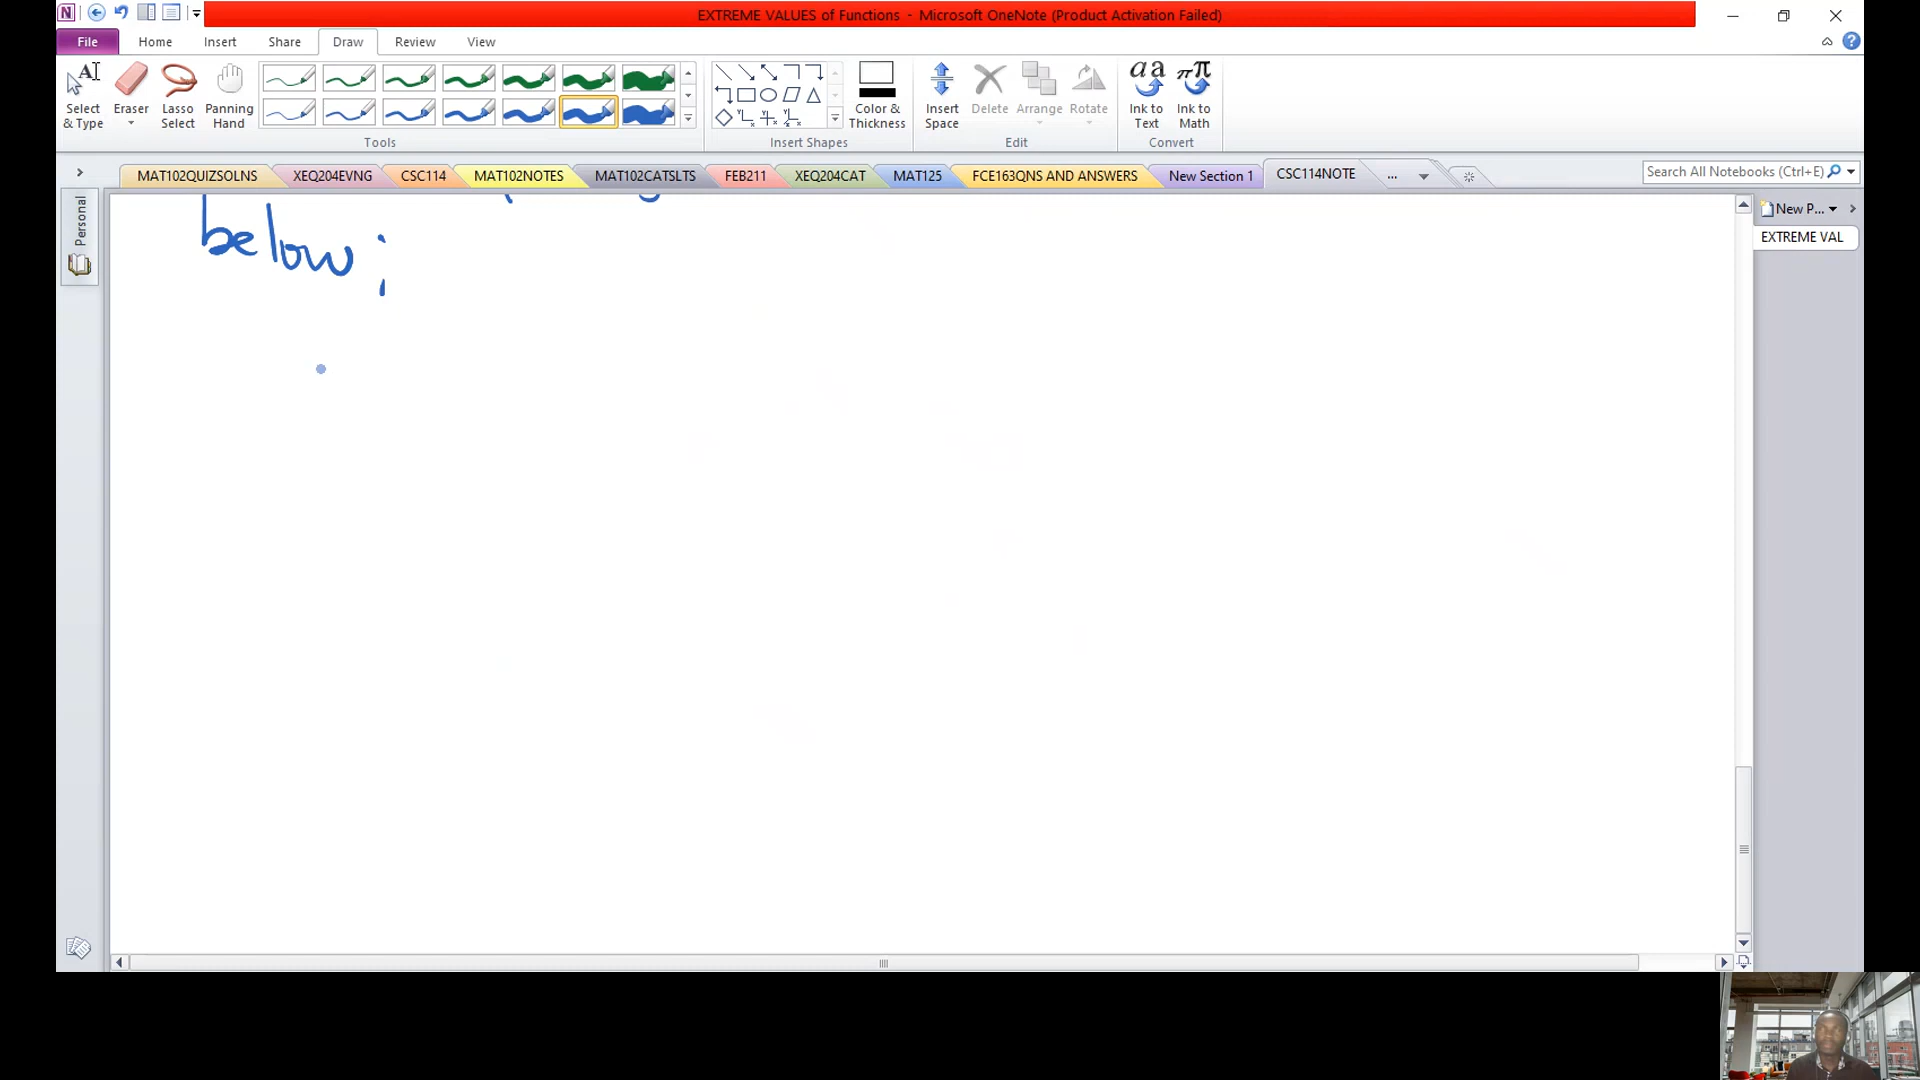 EXTREME VALUES of Functions - Microsoft OneNote (Product Activation Failed)
File Home Insert Share Draw Review View
Select & Type
Eraser
Lasso Select
Panning Hand
Color & Thickness
Insert Space
Delete
Arrange
Rotate
Ink to Text
Ink to Math
Tools
Insert Shapes
Edit
Convert
MAT102QUIZSOLNS XEQ204EVNG CSC114 MAT102NOTES MAT102CATSLTS FEB211 XEQ204CAT MAT125 FCE163QNS AND ANSWERS New Section 1 CSC114NOTE ...
Search All Notebooks (Ctrl+E)
Personal
New P...
EXTREME VAL
below;